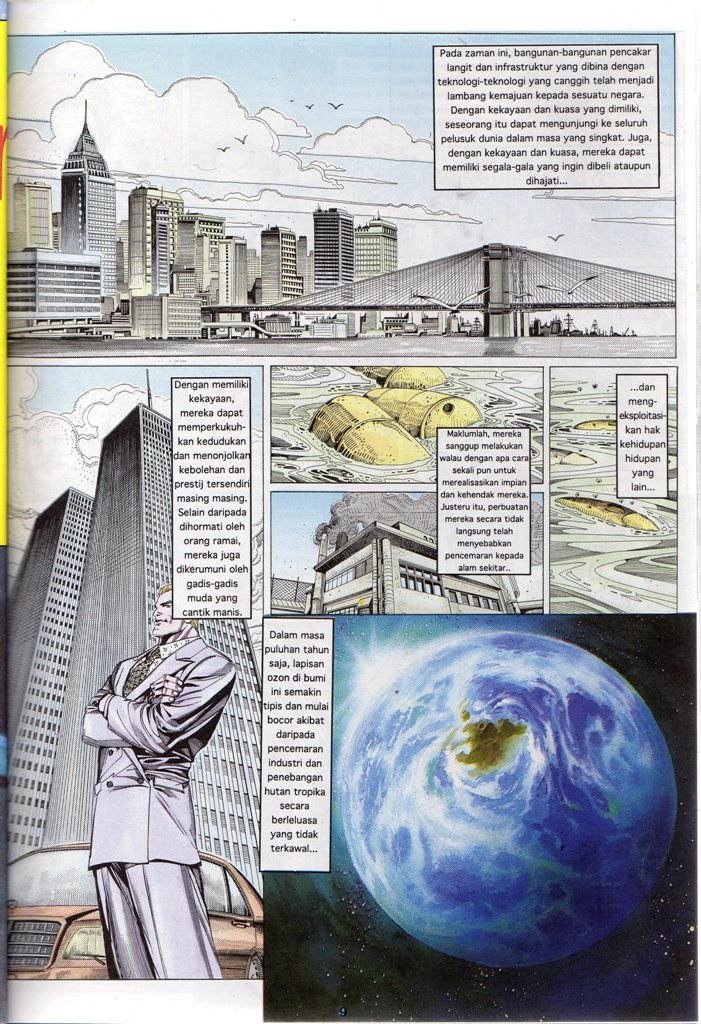 Pada zaman ini, bangunan-bangunan pencakar
langit dan infrastruktur yang dibina dengan
teknologi-teknologi yang canggih telah menjadi
lambang kemajuan kepada sesuatu negara.
Dengan kekayaan dan kuasa yang dimiliki,
seseorang itu dapat mengunjungi ke seluruh
pelusuk dunia dalam masa yang singkat. Juga,
dengan kekayaan dan kuasa, mereka dapat
memiliki segala-gala yang ingin dibeli ataupun
dihajati...
Dengan memiliki
kekayaan,
mereka dapat
memperkukuh-
kan kedudukan
dan menonjolkan
kebolehan dan
prestij tersendiri
masing masing.
Selain daripada
dihormati oleh
orang ramai,
mereka juga
dikerumuni oleh
gadis-gadis
muda yang
cantik manis.
Maklumlah, mereka
sanggup melakukan
walau dengan apa cara
sekali pun untuk
merealisasikan impian
dan kehendak mereka.
Justeru itu, perbuatan
mereka secara tidak
langsung telah
menyebabkan
pencemaran kepada
alam sekitar..
...dan
meng-
eksploitasi-
kan hak
kehidupan
hidupan
yang
lain...
Dalam masa
puluhan tahun
saja, lapisan
ozon di bumi
ini semakin
tipis dan mulai
bocor akibat
daripada
pencemaran
industri dan
penebangan
hutan tropika
secara
berleluasa
yang tidak
terkawal...
9